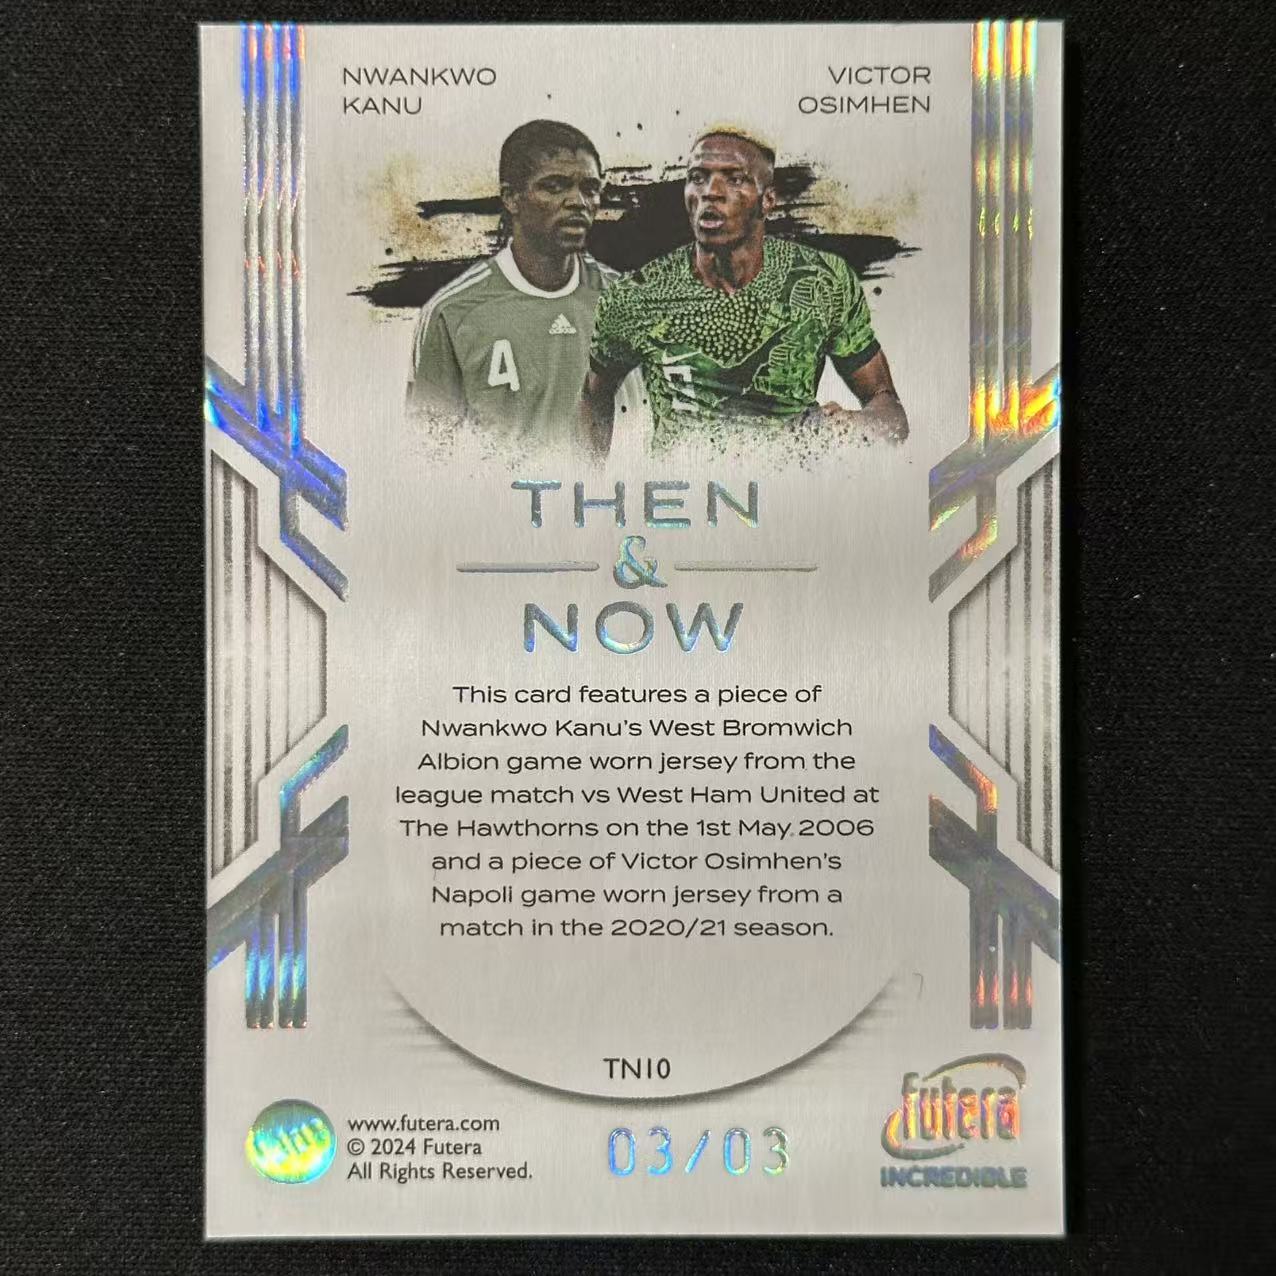 NWANKWO
KANU
VICTOR
OSIMHEN
4
THEN
&
NOW
This card features a piece of
Nwankwo Kanu's West Bromwich
Albion game worn jersey from the
league match vs West Ham United at
The Hawthorns on the 1st May 2006
and a piece of Victor Osimhen's
Napoli game worn jersey from a
match in the 2020/21 season.
TN10
www.futera.com
© 2024 Futera
All Rights Reserved.
03/03
futera
INCREDIBLE